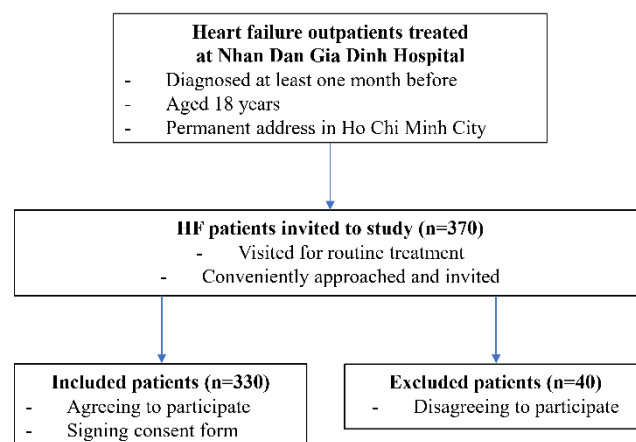 Heart failure outpatients treated
at Nhan Dan Gia Dinh Hospital
- Diagnosed at least one month before
- Aged 18 years
- Permanent address in Ho Chi Minh City
HF patients invited to study (n=370)
- Visited for routine treatment
- Conveniently approached and invited
Included patients (n=330)
- Agreeing to participate
- Signing consent form
Excluded patients (n=40)
- Disagreeing to participate